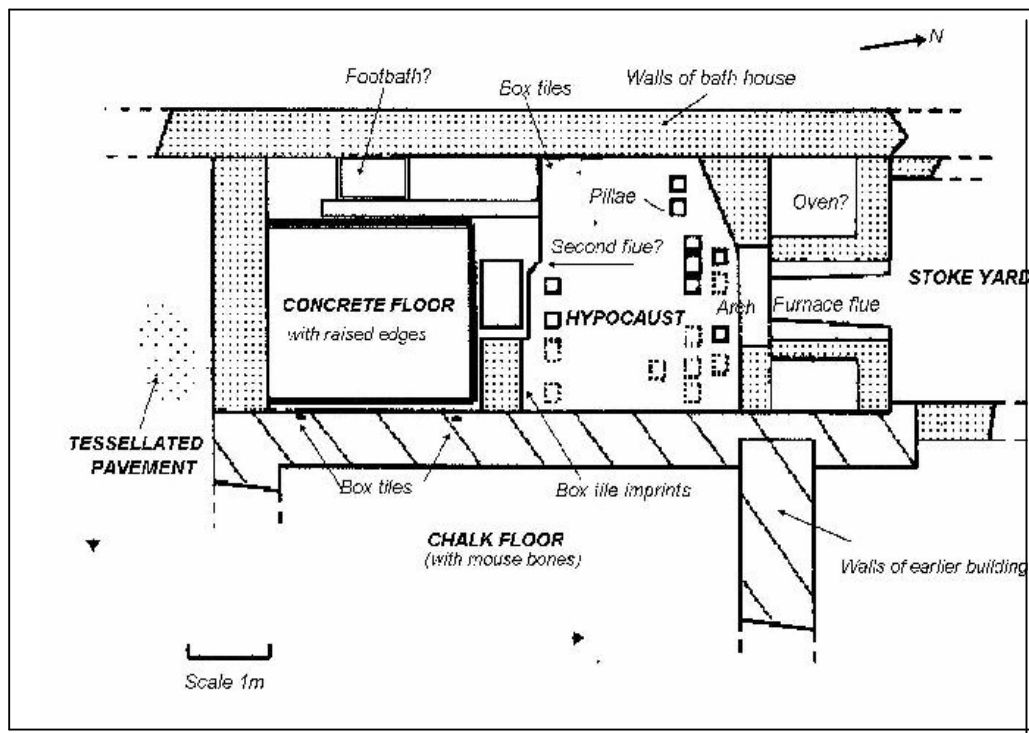 N
Footbath?
Box tiles
Walls of bath house
Pillae
Oven?
Second flue?
STOKE YARD
CONCRETE FLOOR
with raised edges
HYPOCAUST
Arch
Furnace flue
TESSELLATED
PAVEMENT
Box tiles
Box tile imprints
CHALK FLOOR
(with mouse bones)
Walls of earlier building
Scale 1m